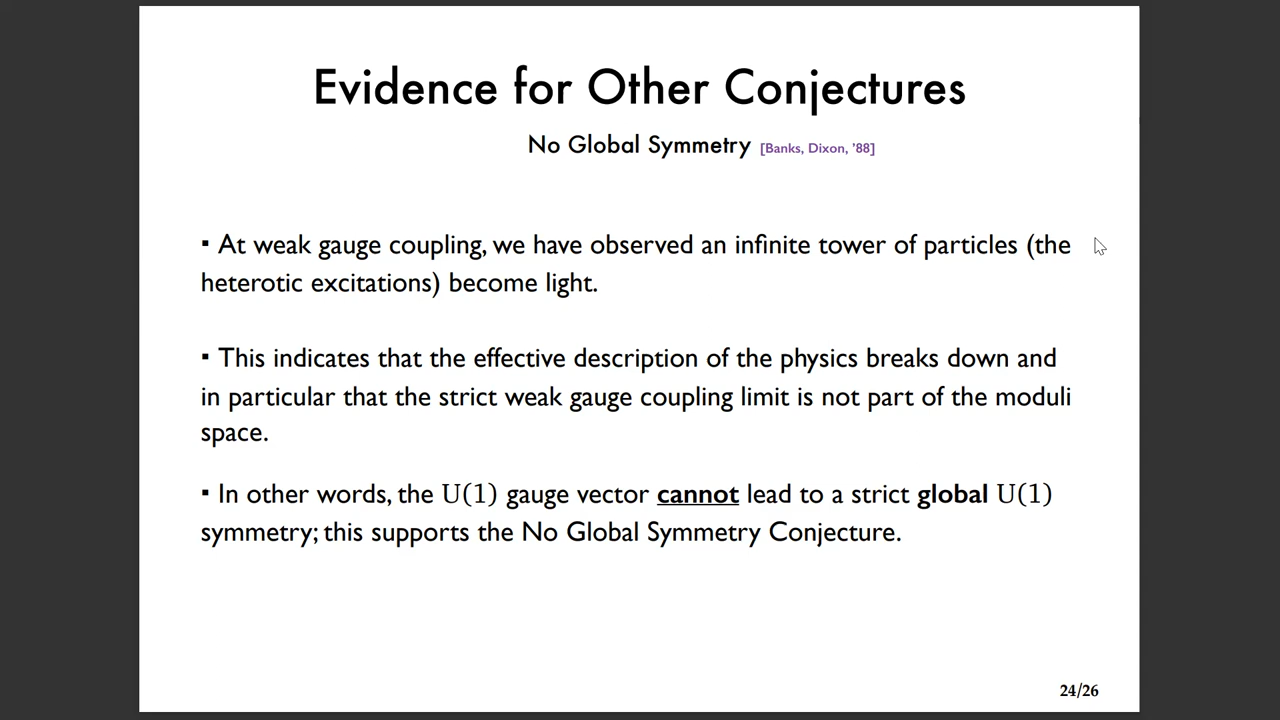 Evidence for Other Conjectures
No Global Symmetry [Banks, Dixon, '88]
▪ At weak gauge coupling, we have observed an infinite tower of particles (the
heterotic excitations) become light.
▪ This indicates that the effective description of the physics breaks down and
in particular that the strict weak gauge coupling limit is not part of the moduli
space.
▪ In other words, the U(1) gauge vector cannot lead to a strict global U(1)
symmetry; this supports the No Global Symmetry Conjecture.
24/26